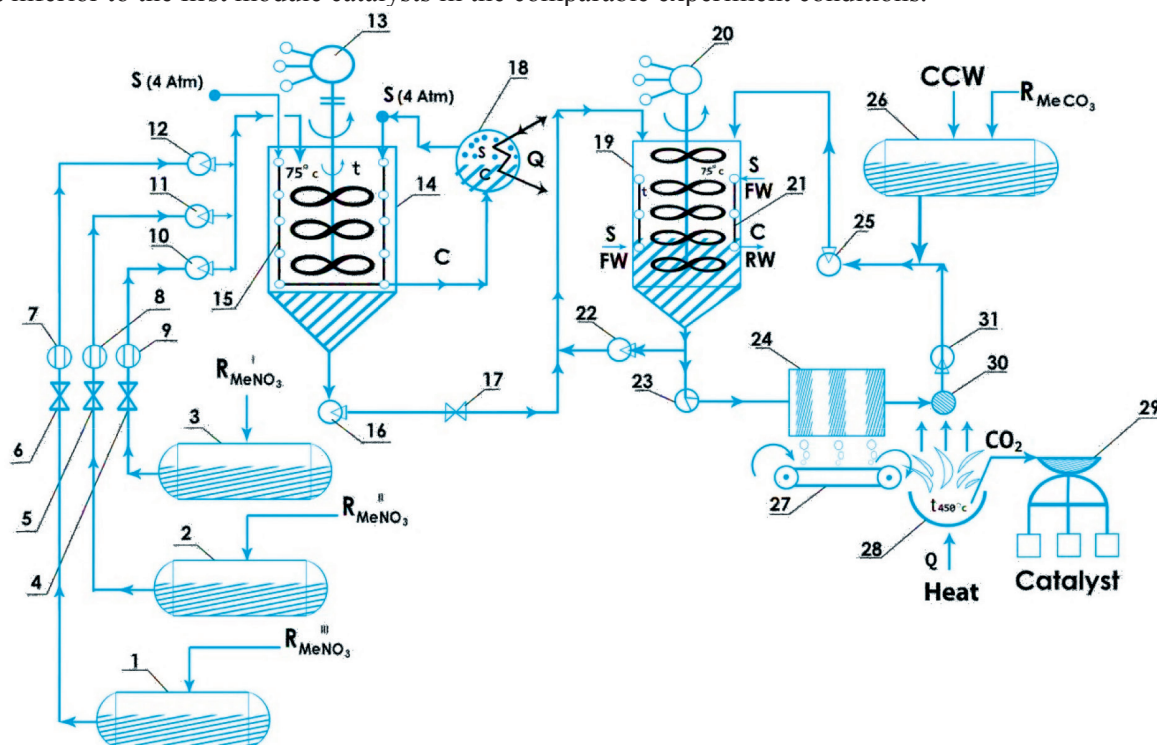 inferior to the first module catalysts in the comparable experiment conditions.
13
20
S (4 Atm)
18
S (4 Atm)
CCW
R MeCO3
26
12
19
75° c
t
S
Q
C
75° c
t
S
FW
14
21
11
10
C
S
FW
C
RW
25
15
7
8
9
22
24
31
R I MeNO3
23
30
17
16
CO2
29
3
6
R II MeNO3
27
t 450°c
5
2
28
4
Q
Heat
Catalyst
R III MeNO3
1